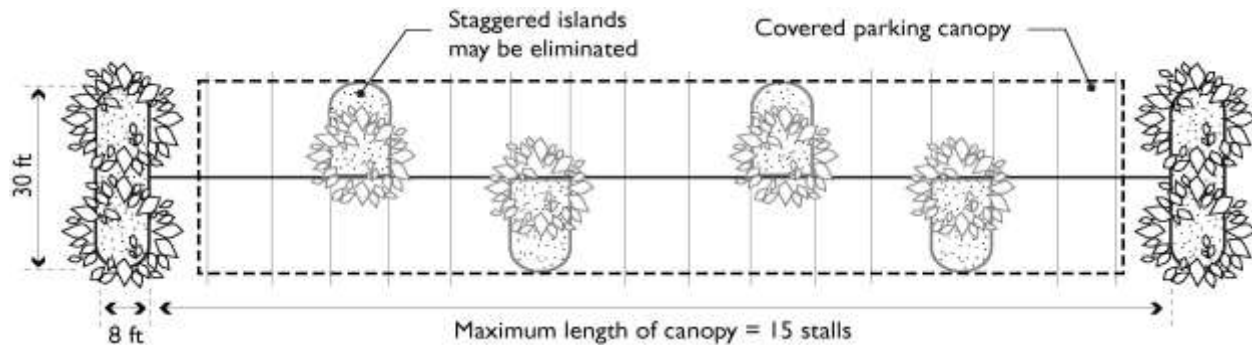 Staggered islands
may be eliminated
Covered parking canopy
30 ft
8 ft
Maximum length of canopy = 15 stalls